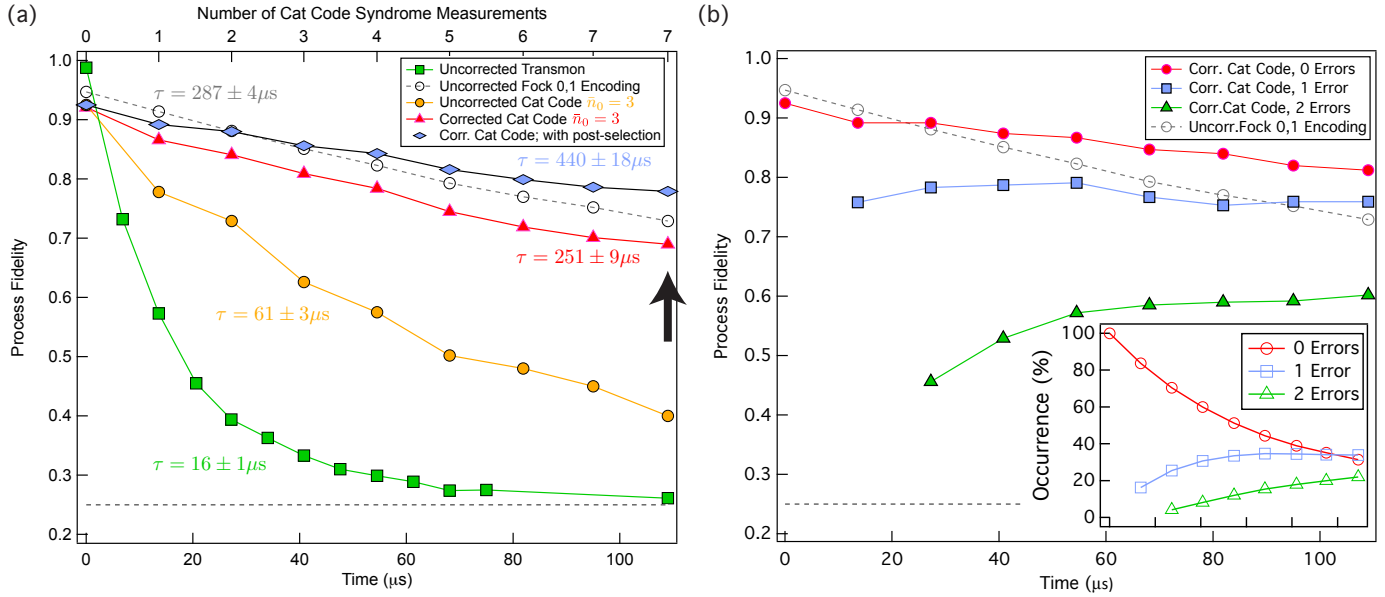 (a)
Number of Cat Code Syndrome Measurements
0 1 2 3 4 5 6 7 7
1.0
0.9
0.8
0.7
0.6
0.5
0.4
0.3
0.2
Process Fidelity
Uncorrected Transmon
Uncorrected Fock 0,1 Encoding
Uncorrected Cat Code n̄₀ = 3
Corrected Cat Code n̄₀ = 3
Corr. Cat Code; with post-selection
τ = 287 ± 4μs
τ = 440 ± 18μs
τ = 251 ± 9μs
τ = 61 ± 3μs
τ = 16 ± 1μs
0 20 40 60 80 100
Time (μs)
(b)
1.0
0.9
0.8
0.7
0.6
0.5
0.4
0.3
0.2
Process Fidelity
Corr. Cat Code, 0 Errors
Corr. Cat Code, 1 Error
Corr.Cat Code, 2 Errors
Uncorr.Fock 0,1 Encoding
100
80
60
40
20
0
Occurrence (%)
0 Errors
1 Error
2 Errors
0 20 40 60 80 100
Time (μs)